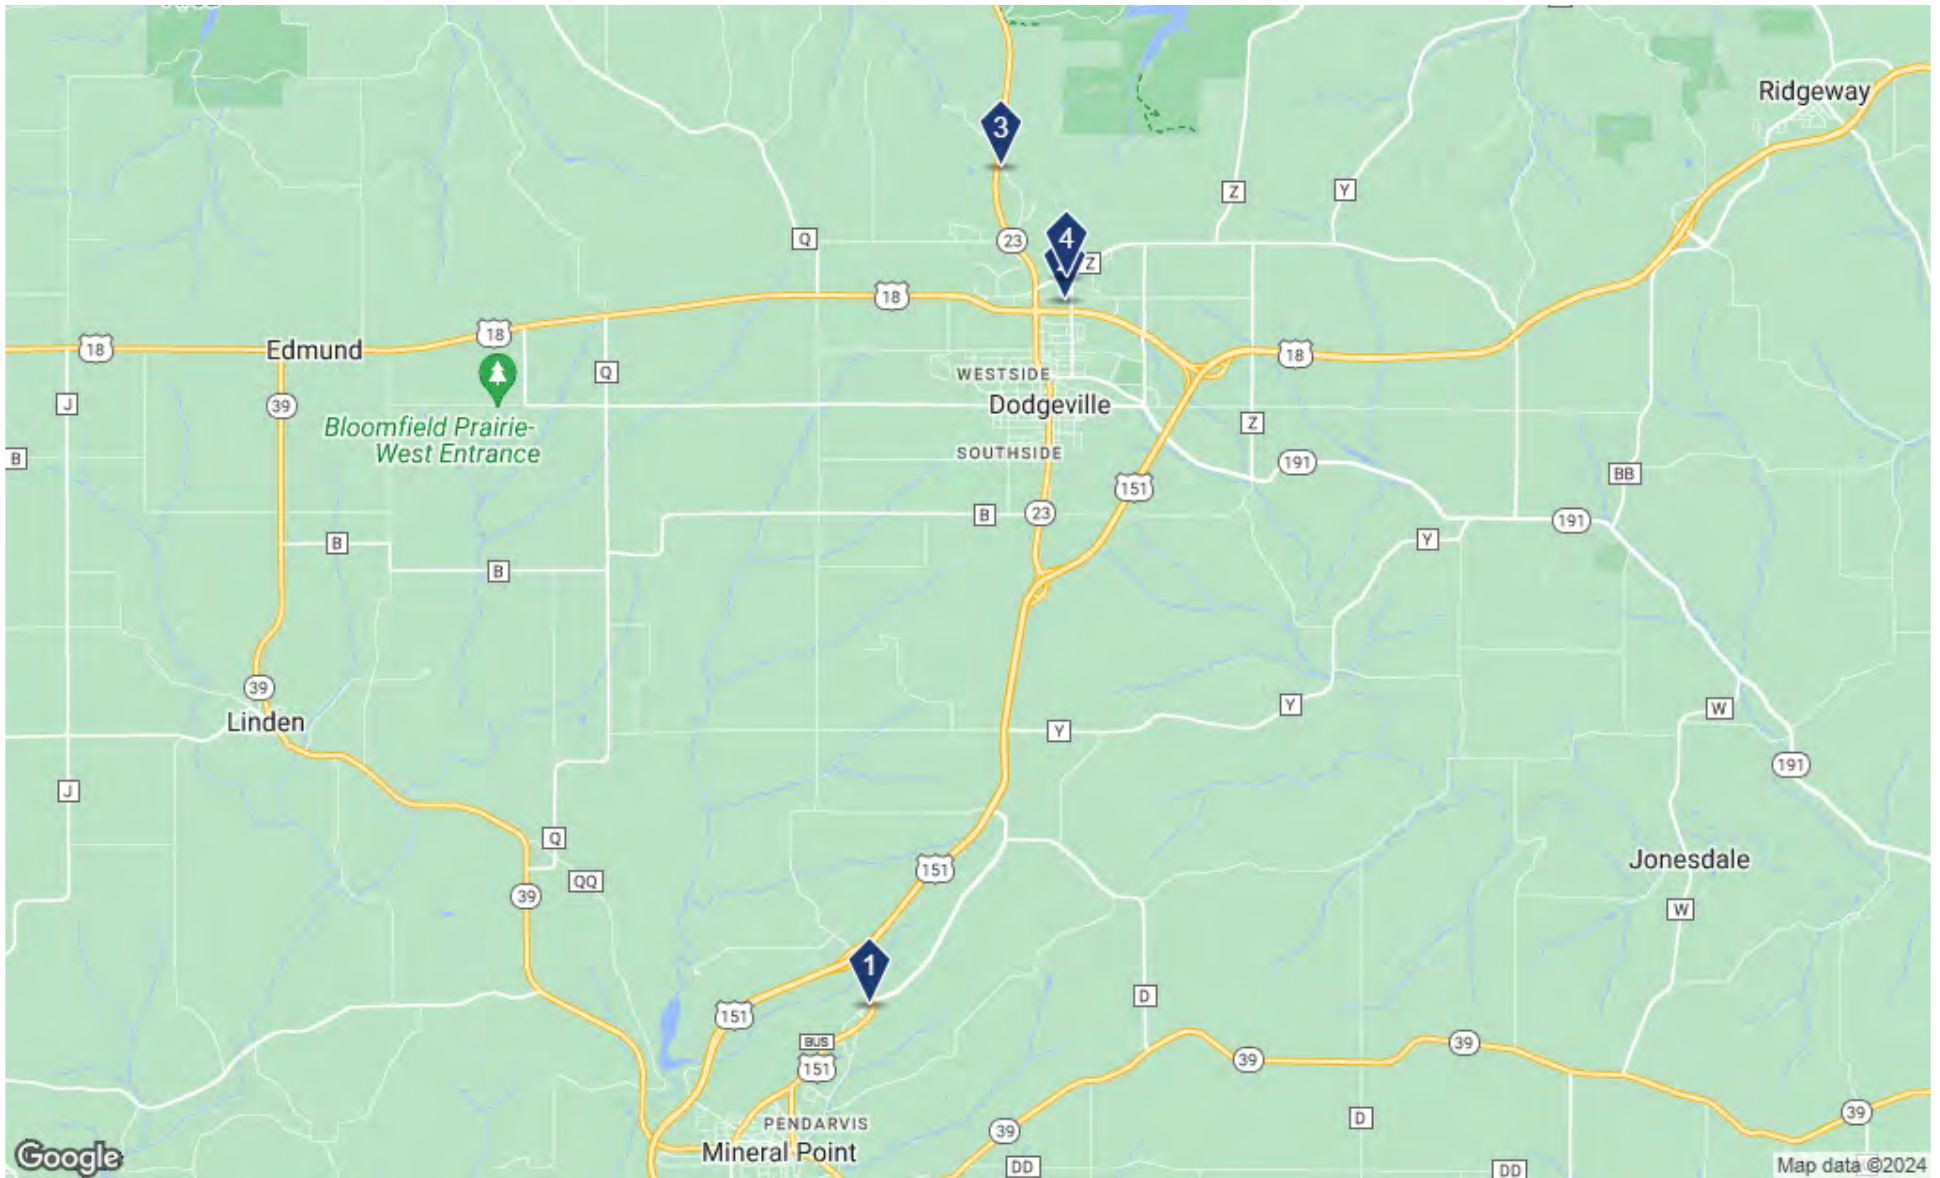 Ridgeway
3
Z
Y
4
Q
23
Z
18
18
18
Edmund
18
Q
WESTSIDE
J
39
Dodgeville
Bloomfield Prairie-
West Entrance
Z
B
SOUTHSIDE
191
BB
151
B
23
191
B
Y
B
39
Linden
Y
W
Y
191
J
Q
Jonesdale
151
QQ
39
W
1
D
151
BUS
39
39
151
39
D
PENDARVIS
39
Mineral Point
Google
DD
DD
Map data ©2024